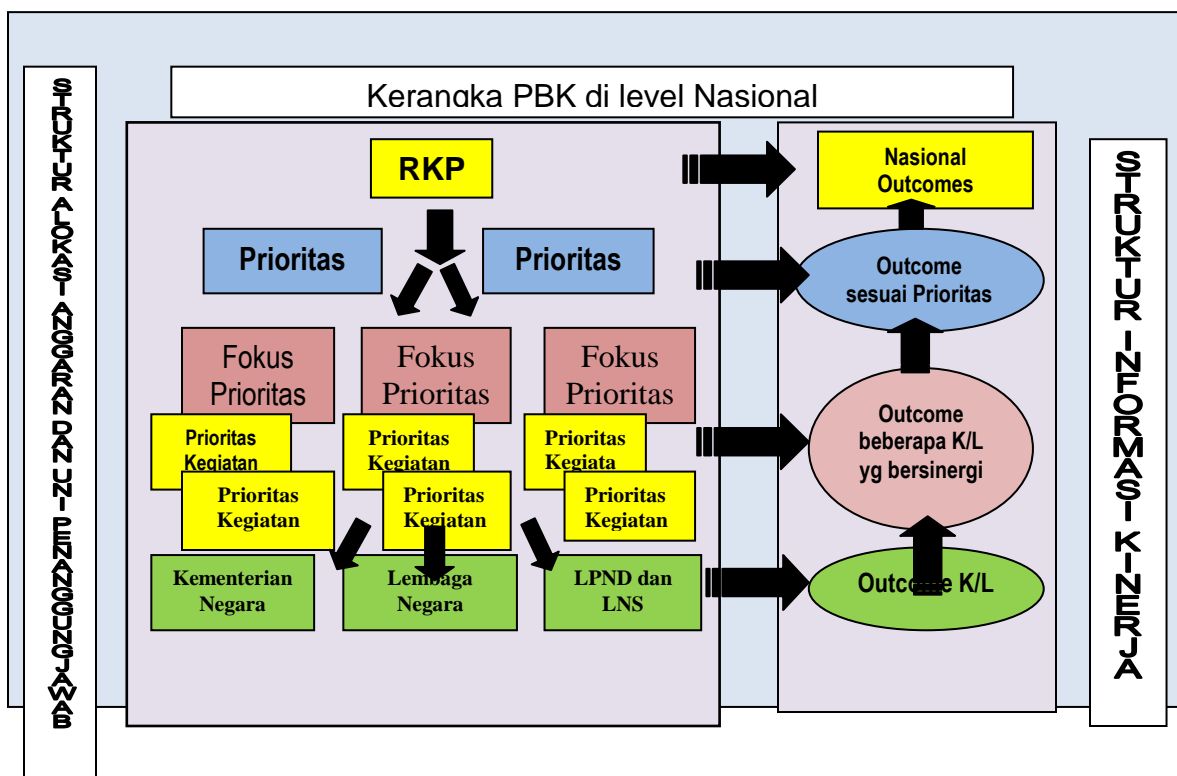 STRUKTUR ALOKASI ANGGARAN DAN UNI PENANGGUNGJAWAB
Kerangka PBK di level Nasional
RKP
Prioritas
Prioritas
Fokus
Prioritas
Fokus
Prioritas
Fokus
Prioritas
Prioritas
Kegiatan
Prioritas
Kegiatan
Prioritas
Kegiata
Prioritas
Kegiatan
Prioritas
Kegiatan
Prioritas
Kegiatan
Kementerian
Negara
Lembaga
Negara
LPND dan
LNS
Nasional
Outcomes
Outcome
sesuai Prioritas
Outcome
beberapa K/L
yg bersinergi
Outcome K/L
STRUKTUR INFORMASI KINERJA